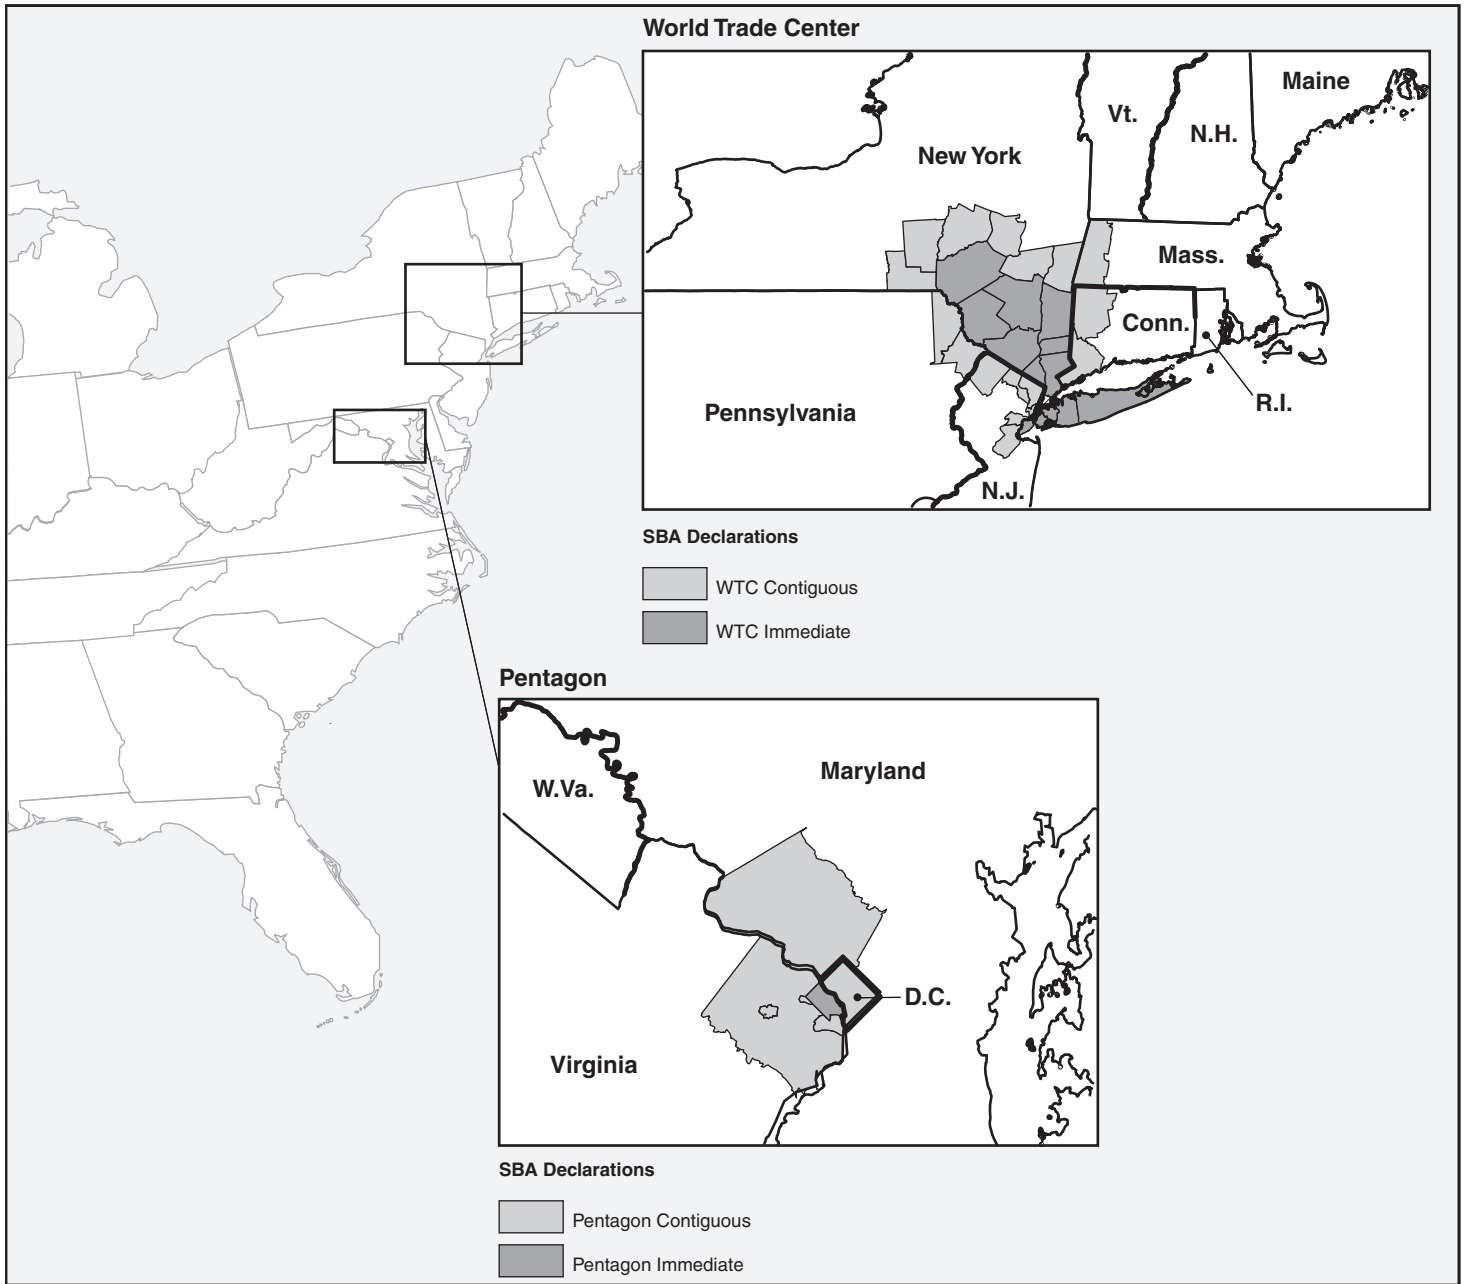 World Trade Center
Maine
Vt.
N.H.
New York
Mass.
Conn.
Pennsylvania
R.I.
N.J.
SBA Declarations
WTC Contiguous
WTC Immediate
Pentagon
Maryland
W.Va.
D.C.
Virginia
SBA Declarations
Pentagon Contiguous
Pentagon Immediate